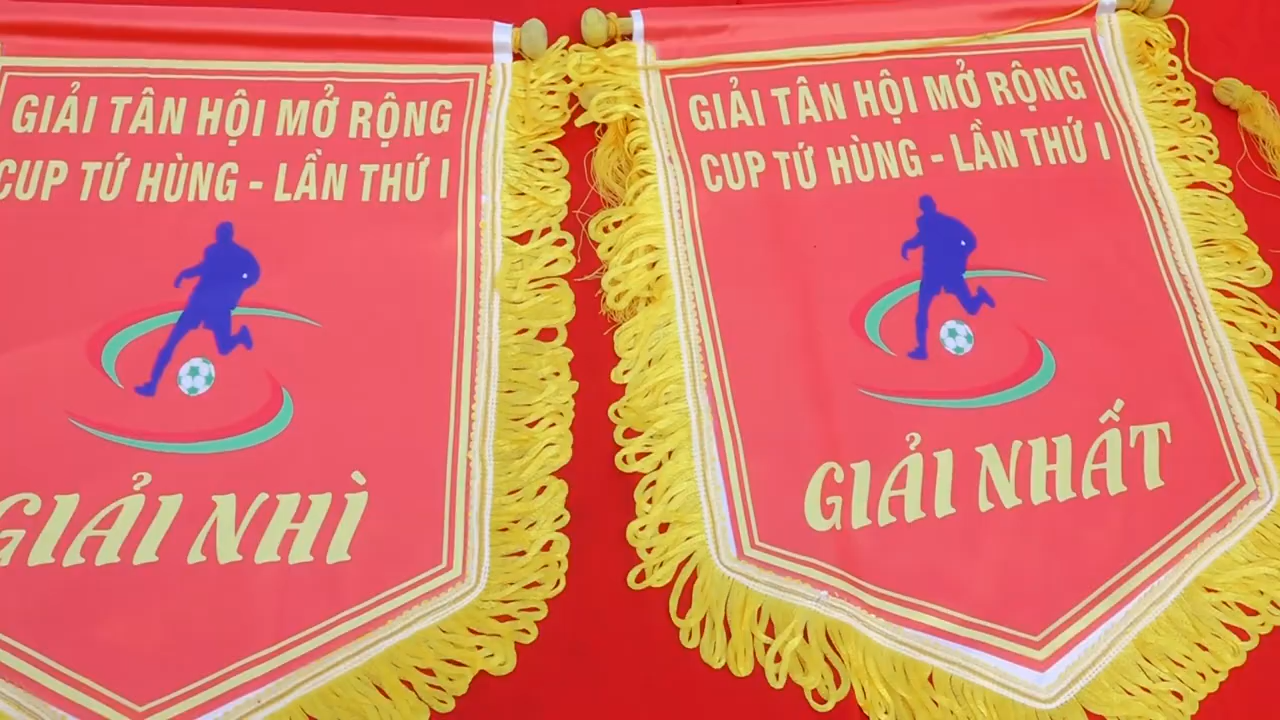 GIẢI TÂN HỘI MỞ RỘNG
CUP TỨ HÙNG - LẦN THỨ I
GIẢI NHÌ
GIẢI TÂN HỘI MỞ RỘNG
CUP TỨ HÙNG - LẦN THỨ I
GIẢI NHẤT